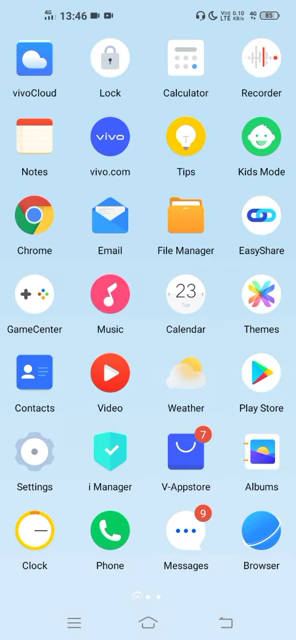 4G 13:46 Vo) 0.10 LTE KB/s 4G 85
vivoCloud Lock Calculator Recorder
vivo
Notes vivo.com Tips Kids Mode
Chrome Email File Manager EasyShare
23
Tue
GameCenter Music Calendar Themes
Contacts Video Weather Play Store
7
Settings i Manager V-Appstore Albums
9
Clock Phone Messages Browser